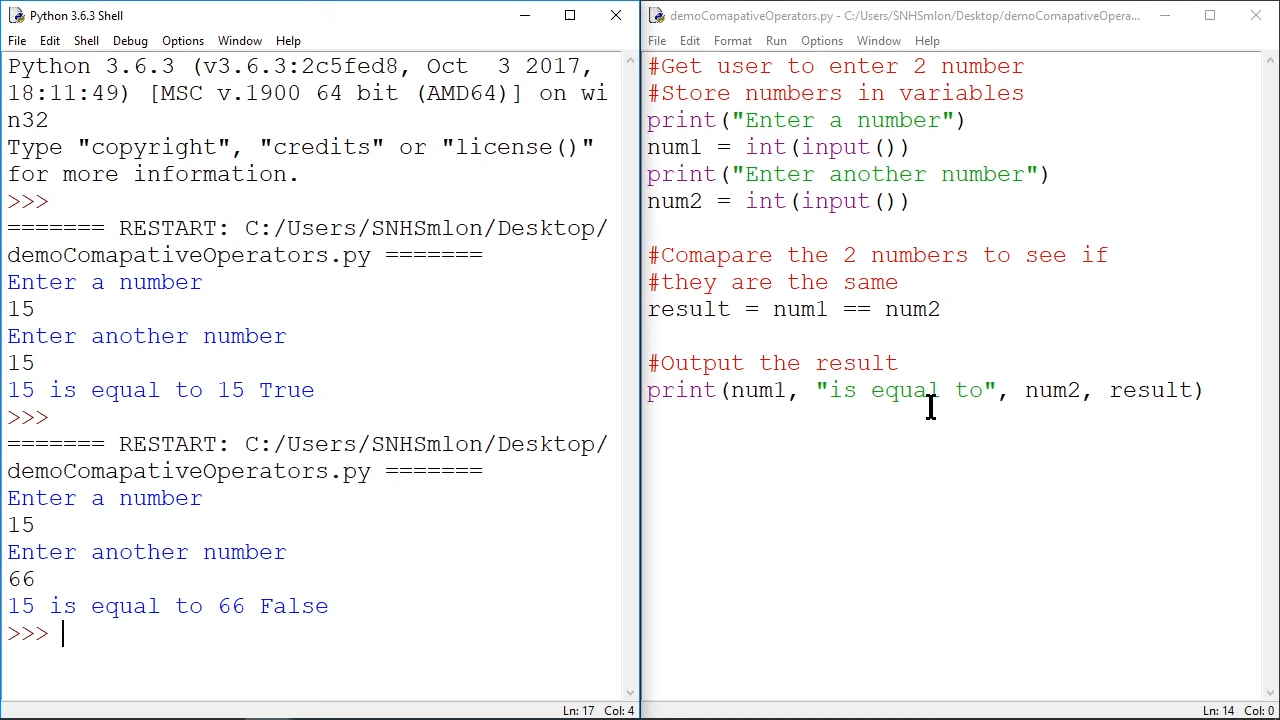 Python 3.6.3 Shell
File Edit Shell Debug Options Window Help
Python 3.6.3 (v3.6.3:2c5fed8, Oct  3 2017,
18:11:49) [MSC v.1900 64 bit (AMD64)] on wi
n32
Type "copyright", "credits" or "license()"
for more information.
>>>
======= RESTART: C:/Users/SNHSmlon/Desktop/
demoComapativeOperators.py =======
Enter a number
15
Enter another number
15
15 is equal to 15 True
>>>
======= RESTART: C:/Users/SNHSmlon/Desktop/
demoComapativeOperators.py =======
Enter a number
15
Enter another number
66
15 is equal to 66 False
>>>
Ln: 17 Col: 4
demoComapativeOperators.py - C:/Users/SNHSmlon/Desktop/demoComapativeOpera...
File Edit Format Run Options Window Help
#Get user to enter 2 number
#Store numbers in variables
print("Enter a number")
num1 = int(input())
print("Enter another number")
num2 = int(input())
#Comapare the 2 numbers to see if
#they are the same
result = num1 == num2
#Output the result
print(num1, "is equal to", num2, result)
Ln: 14 Col: 0